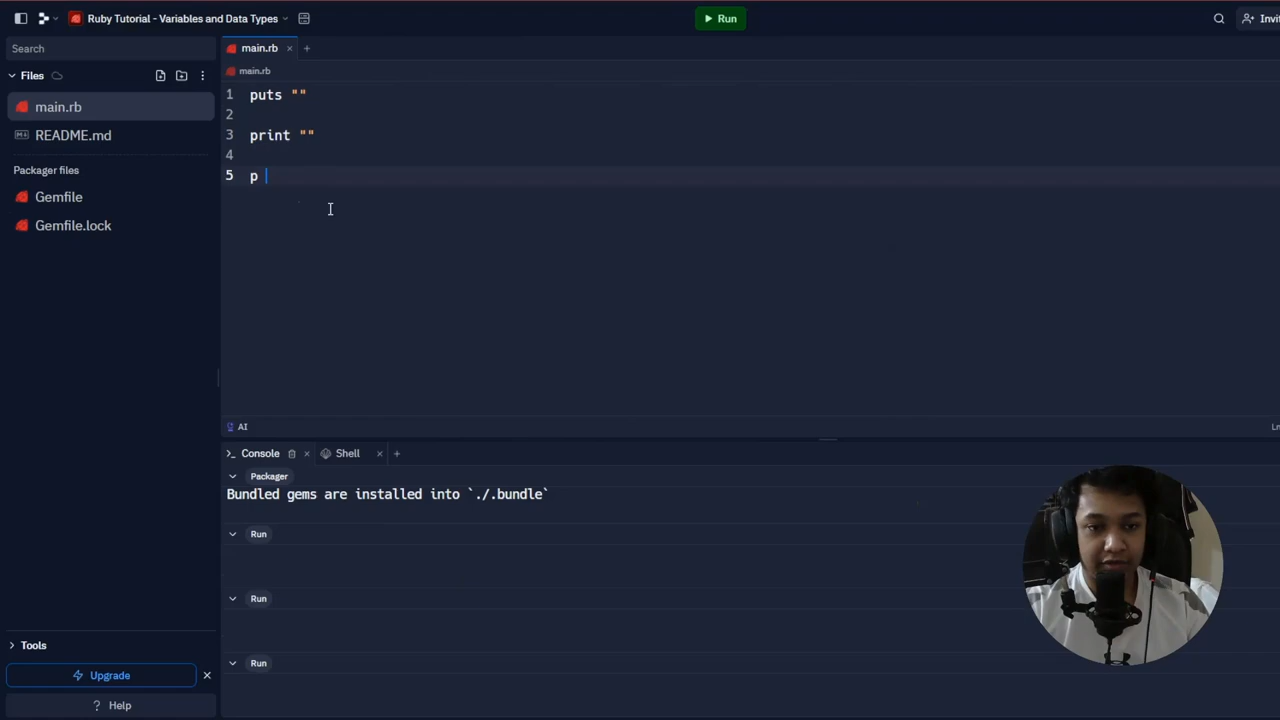 Ruby Tutorial - Variables and Data Types
Run
Invi
Search
Files
main.rb
README.md
Packager files
Gemfile
Gemfile.lock
Tools
Upgrade
Help
main.rb
main.rb
1 puts ""
2
3 print ""
4
5 p
AI
Ln
Console
Shell
Packager
Bundled gems are installed into `./.bundle`
Run
Run
Run